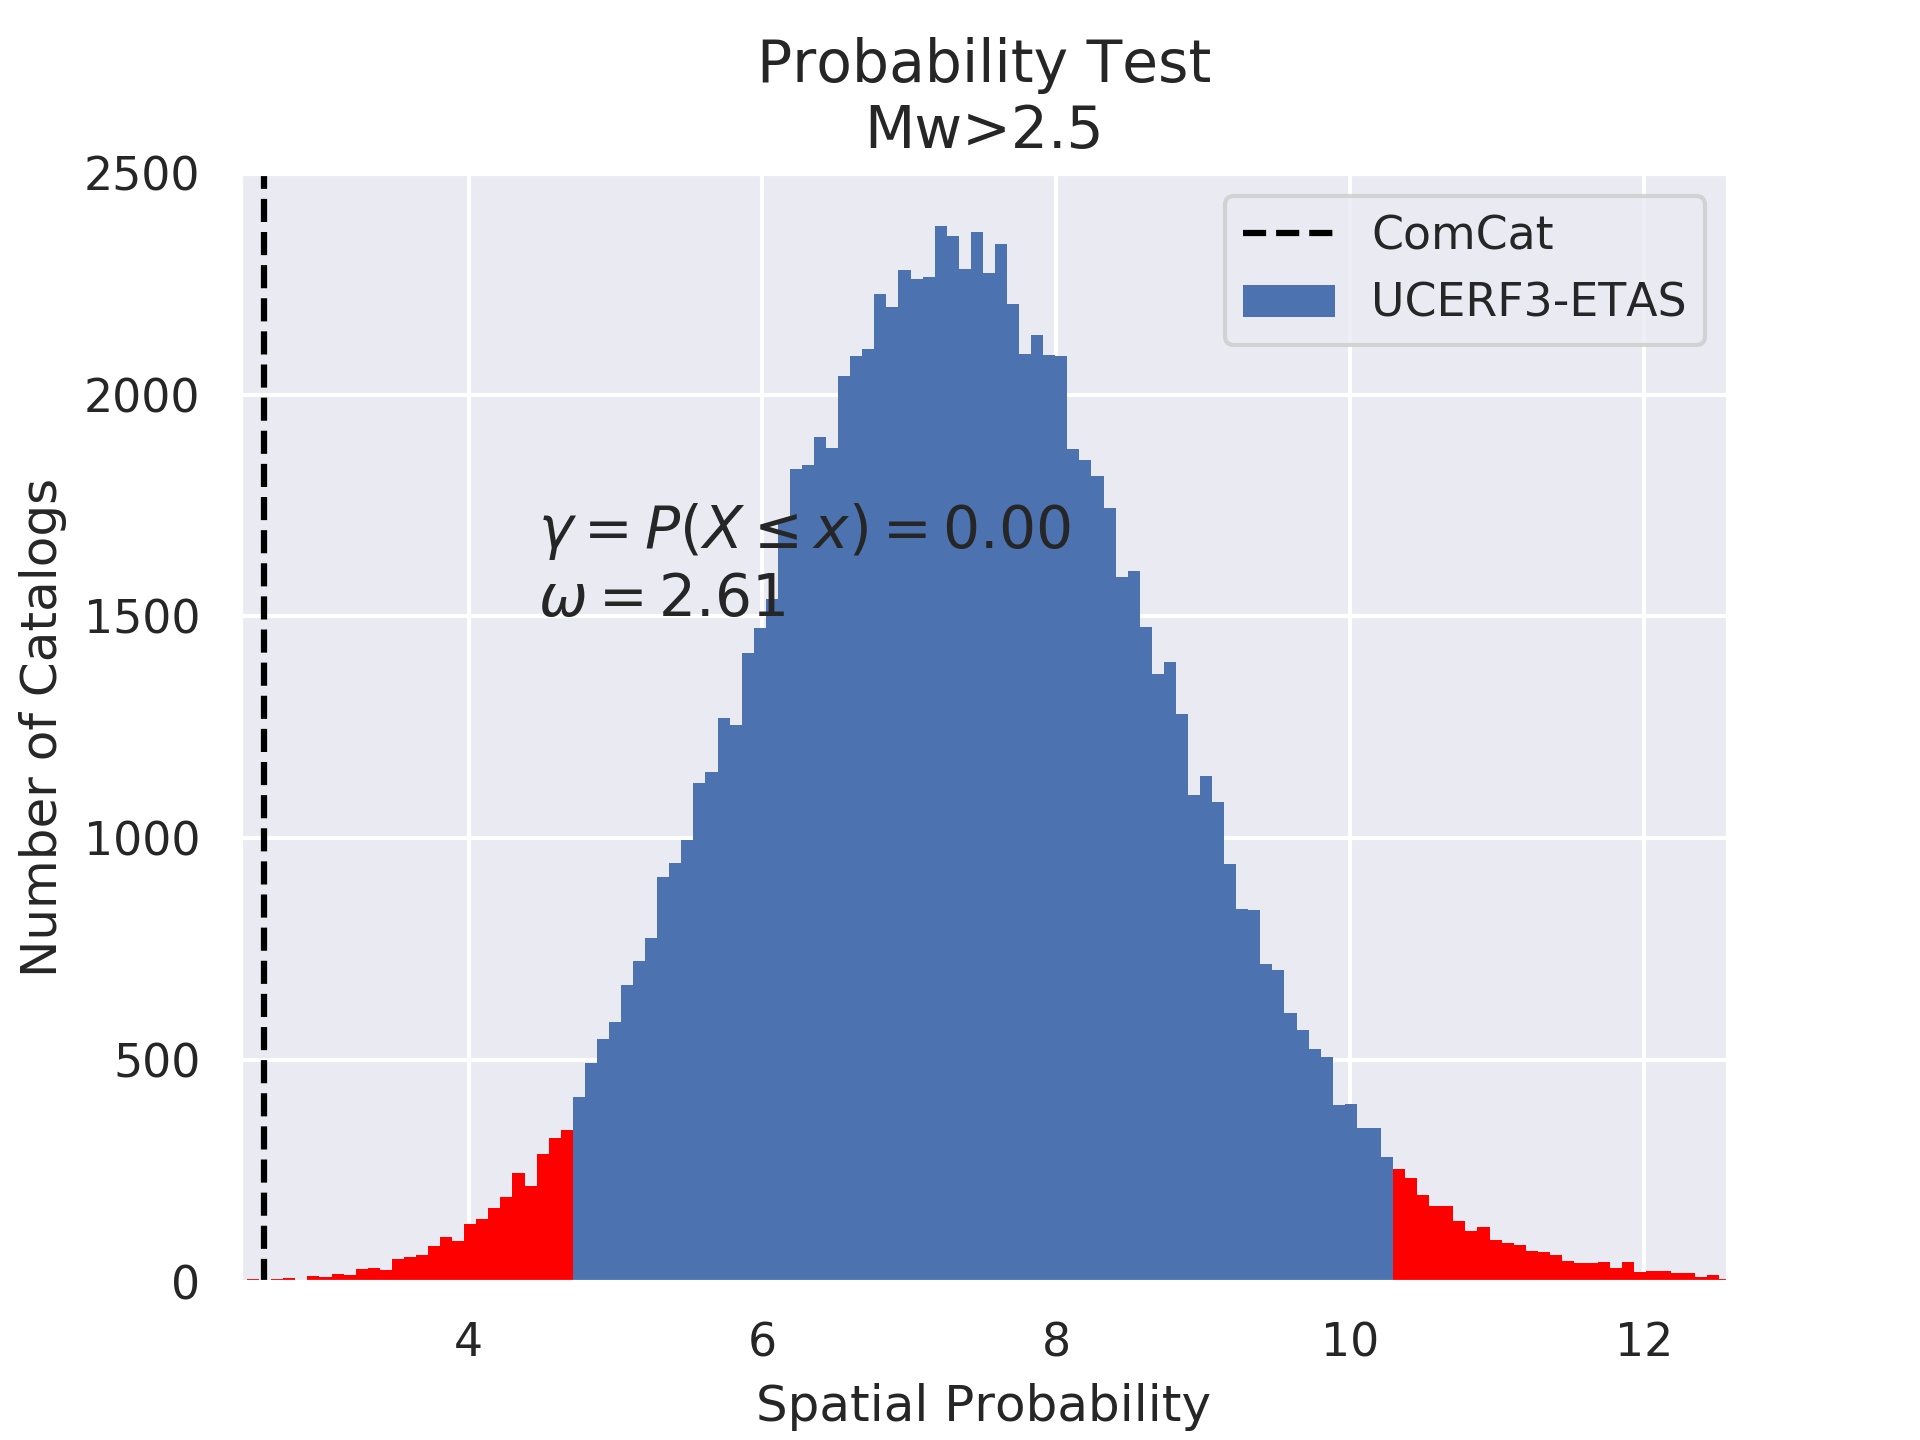 Probability Test
Mw>2.5
2500
2000
1500
1000
500
0
Number of Catalogs
ComCat
UCERF3-ETAS
γ = P(X ≤ x) = 0.00
ω = 2.61
4 6 8 10 12
Spatial Probability